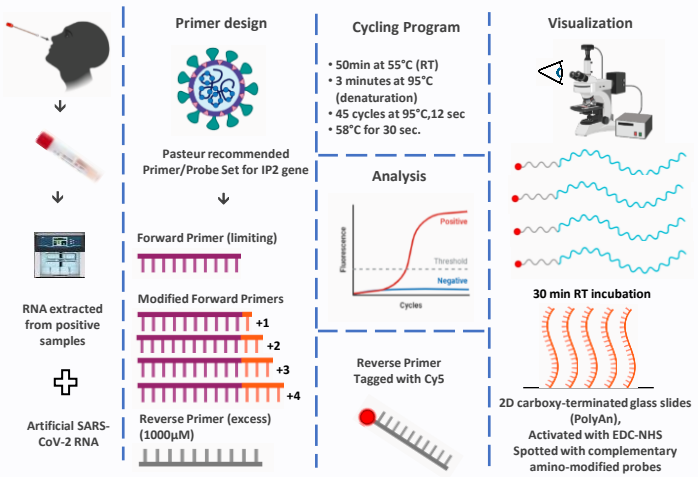 RNA extracted
from positive
samples
Artificial SARS-
CoV-2 RNA
Primer design
Pasteur recommended
Primer/Probe Set for IP2 gene
Forward Primer (limiting)
Modified Forward Primers
+1
+2
+3
+4
Reverse Primer (excess)
(1000µM)
Cycling Program
• 50min at 55°C (RT)
• 3 minutes at 95°C
(denaturation)
• 45 cycles at 95°C,12 sec
• 58°C for 30 sec.
Analysis
Fluorescence
Positive
Threshold
Negative
Cycles
Reverse Primer
Tagged with Cy5
Visualization
30 min RT incubation
2D carboxy-terminated glass slides
(PolyAn),
Activated with EDC-NHS
Spotted with complementary
amino-modified probes